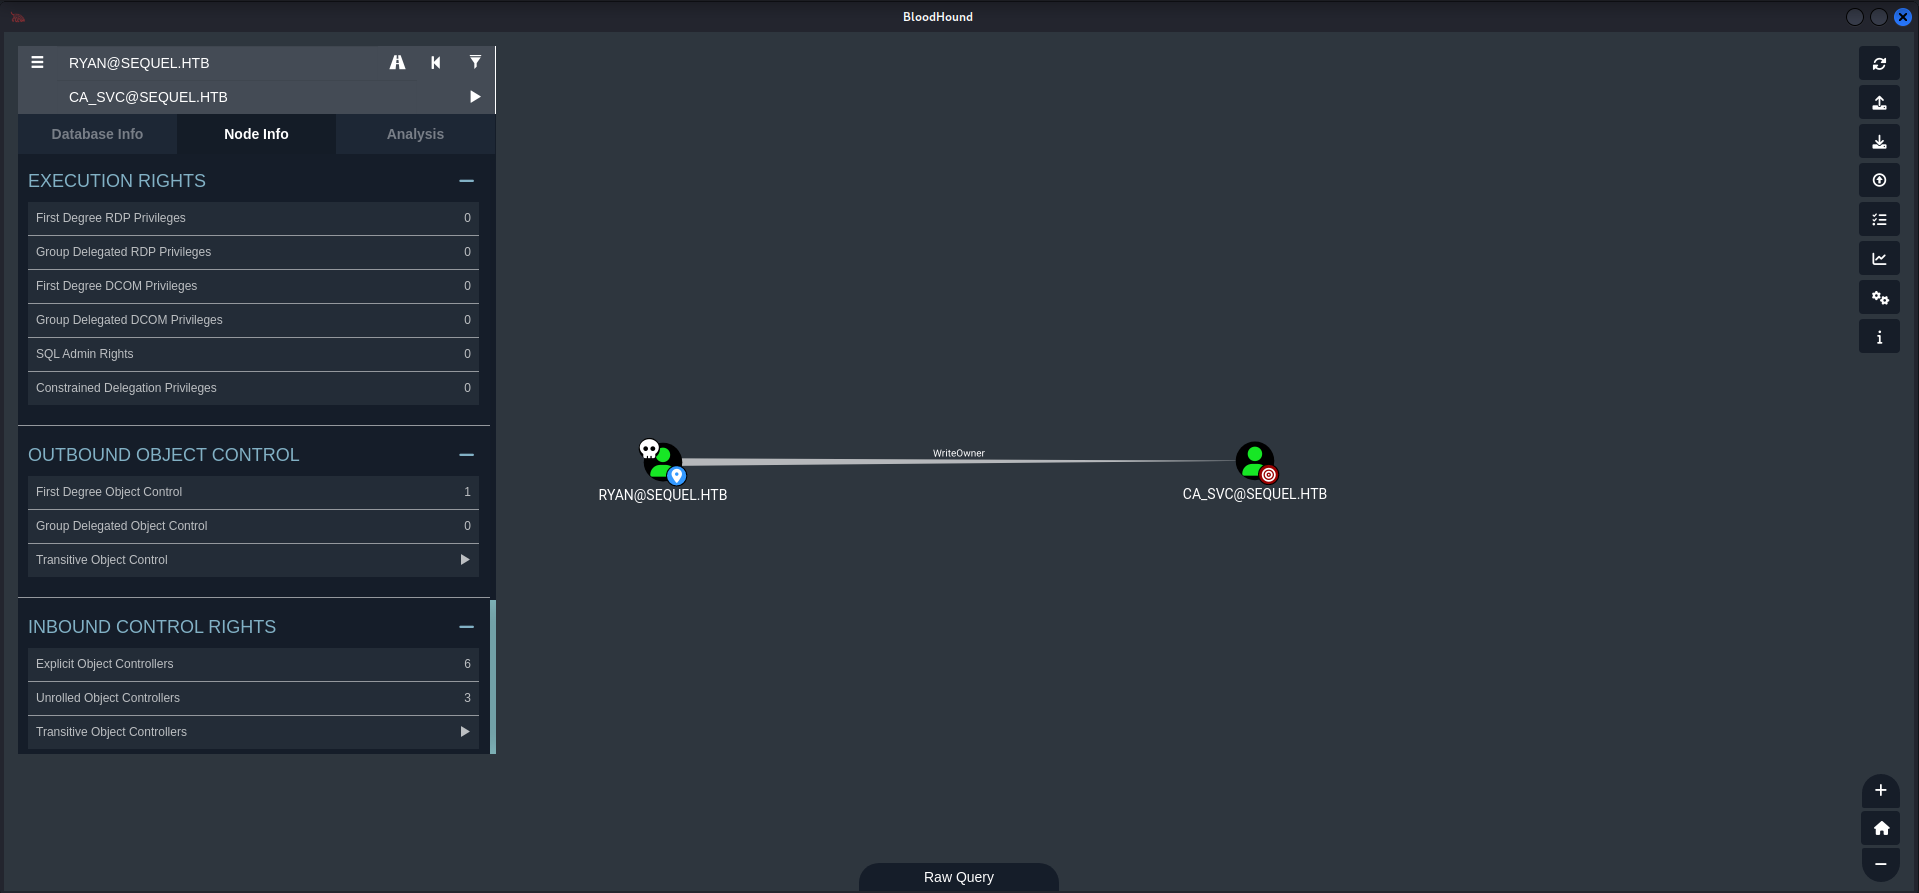 BloodHound
RYAN@SEQUEL.HTB
CA_SVC@SEQUEL.HTB
Database Info
Node Info
Analysis
EXECUTION RIGHTS
First Degree RDP Privileges 0
Group Delegated RDP Privileges 0
First Degree DCOM Privileges 0
Group Delegated DCOM Privileges 0
SQL Admin Rights 0
Constrained Delegation Privileges 0
OUTBOUND OBJECT CONTROL
First Degree Object Control 1
Group Delegated Object Control 0
Transitive Object Control
INBOUND CONTROL RIGHTS
Explicit Object Controllers 6
Unrolled Object Controllers 3
Transitive Object Controllers
WriteOwner
RYAN@SEQUEL.HTB
CA_SVC@SEQUEL.HTB
Raw Query